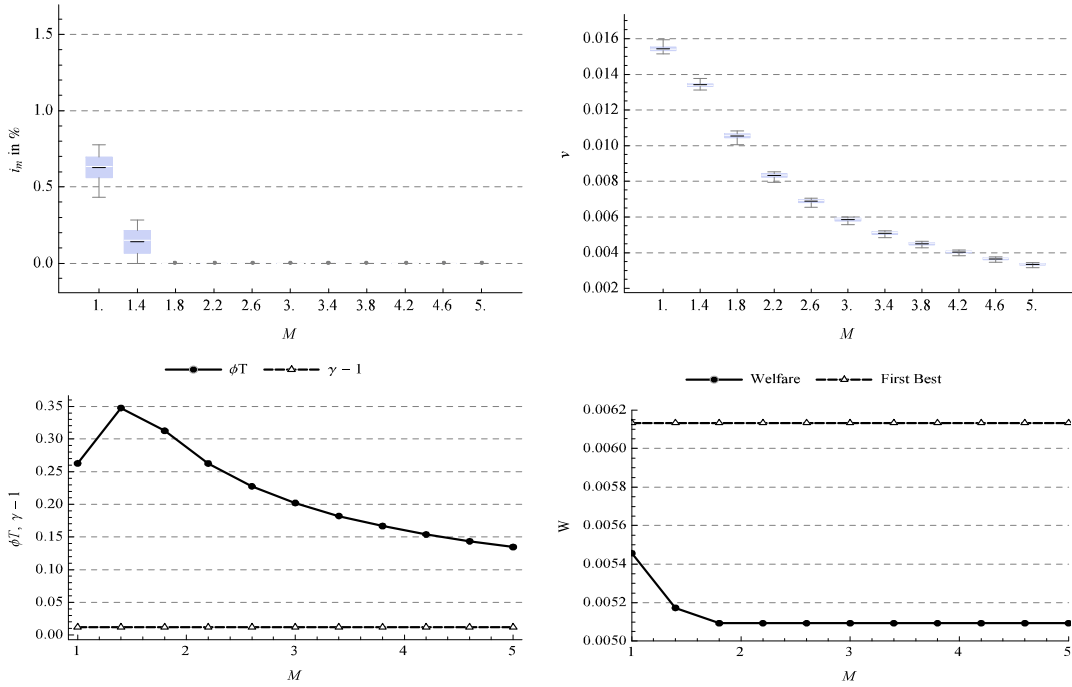 i_m in %
1.5
1.0
0.5
0.0
1. 1.4 1.8 2.2 2.6 3. 3.4 3.8 4.2 4.6 5.
M
v
0.016
0.014
0.012
0.010
0.008
0.006
0.004
0.002
1. 1.4 1.8 2.2 2.6 3. 3.4 3.8 4.2 4.6 5.
M
ϕT γ − 1
ϕT, γ − 1
0.35
0.30
0.25
0.20
0.15
0.10
0.05
0.00
1 2 3 4 5
M
Welfare First Best
W
0.0062
0.0060
0.0056
0.0056
0.0054
0.0052
0.0050
1 2 3 4 5
M